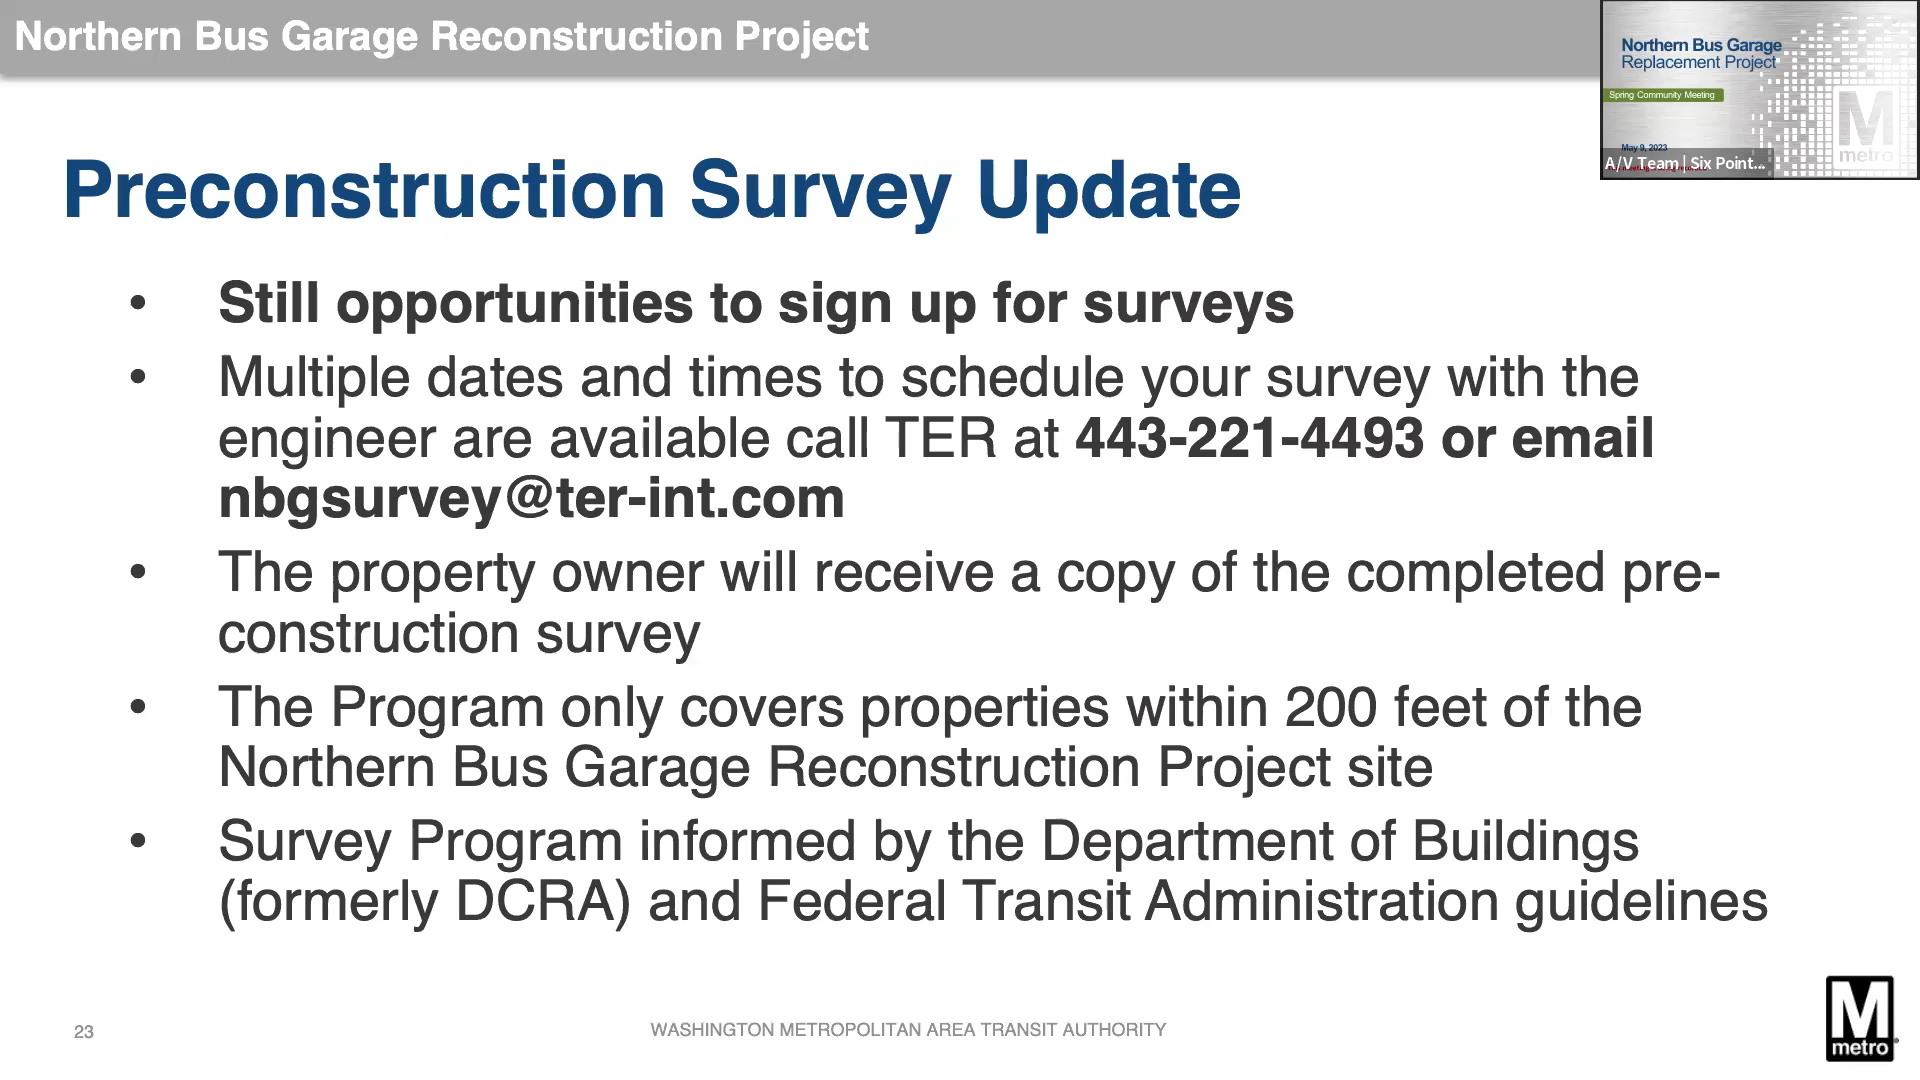 Northern Bus Garage Reconstruction Project
Northern Bus Garage
Replacement Project
Spring Community Meeting
May 9, 2023
A/V Team | Six Point...
M
metro
Preconstruction Survey Update
• Still opportunities to sign up for surveys
• Multiple dates and times to schedule your survey with the
engineer are available call TER at 443-221-4493 or email
nbgsurvey@ter-int.com
• The property owner will receive a copy of the completed pre-
construction survey
• The Program only covers properties within 200 feet of the
Northern Bus Garage Reconstruction Project site
• Survey Program informed by the Department of Buildings
(formerly DCRA) and Federal Transit Administration guidelines
23
WASHINGTON METROPOLITAN AREA TRANSIT AUTHORITY
M
metro